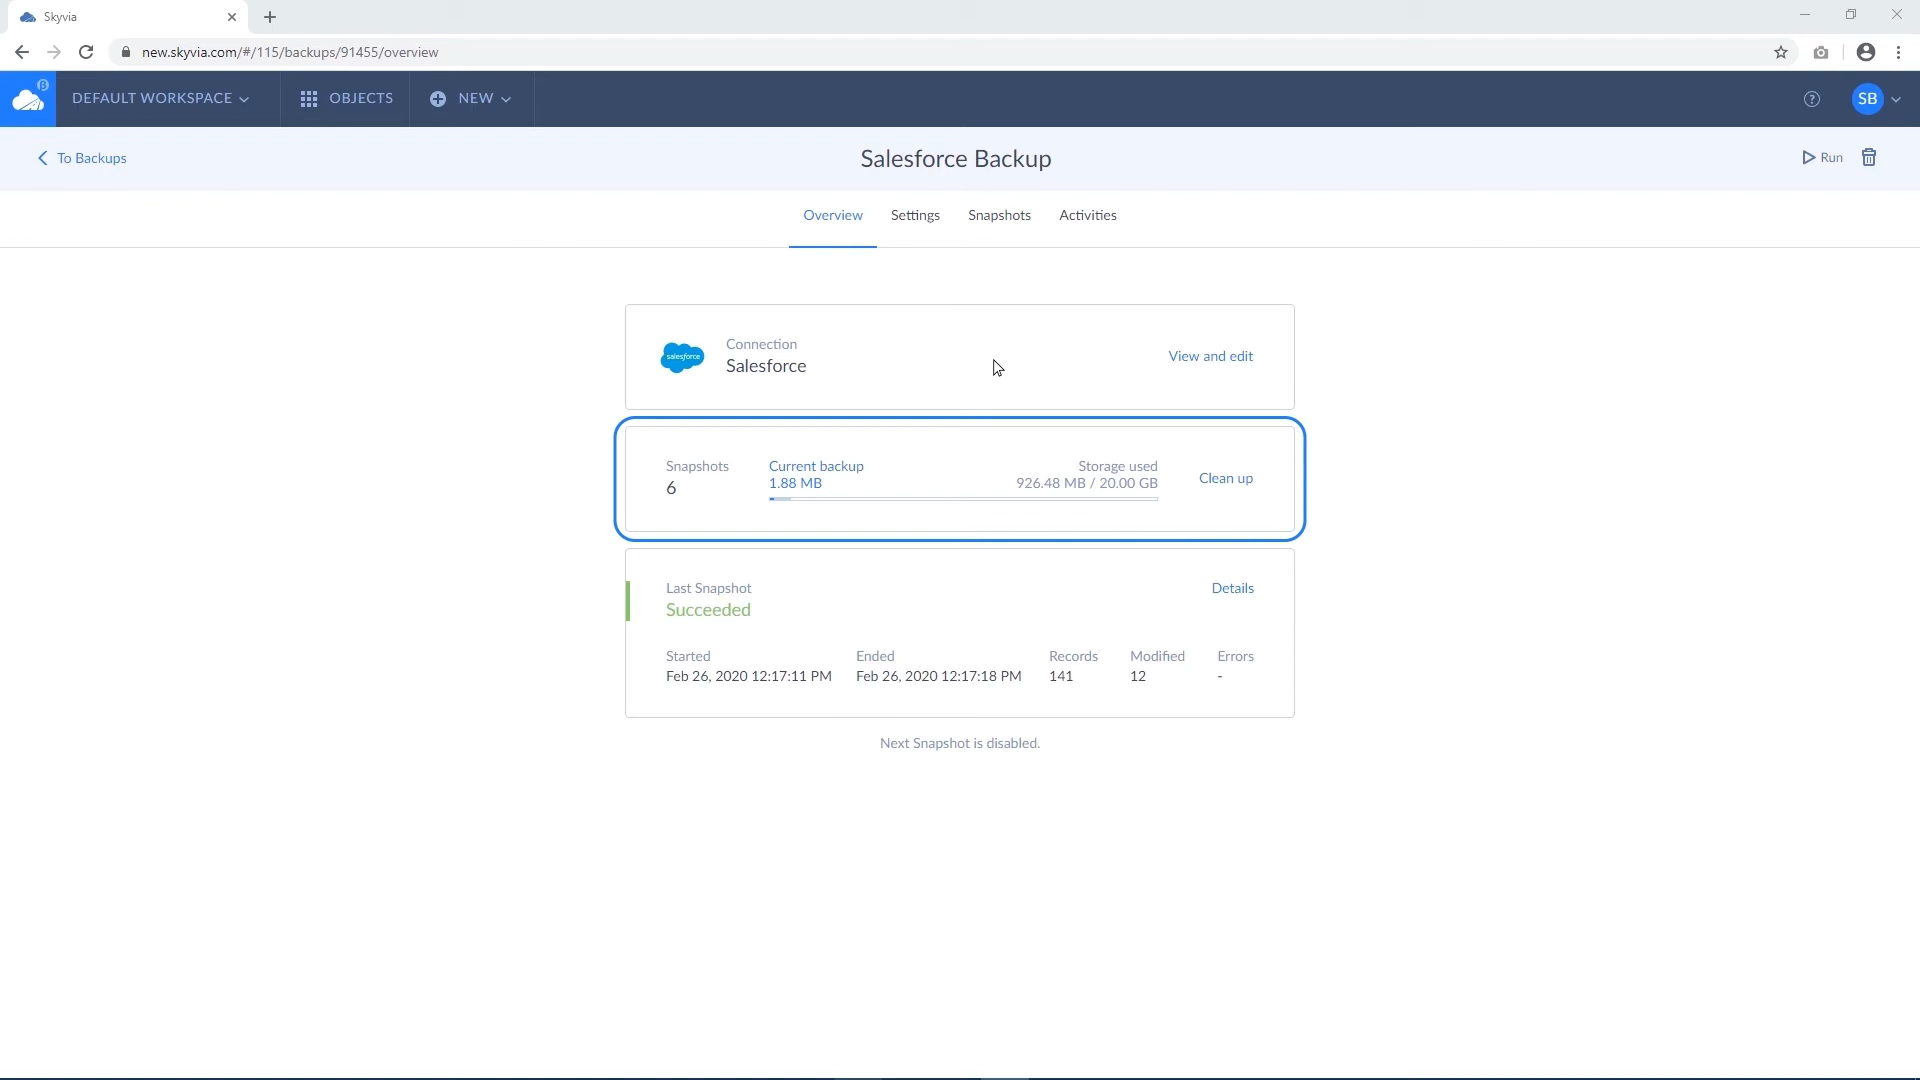 Skyvia
new.skyvia.com/#/115/backups/91455/overview
β
DEFAULT WORKSPACE
OBJECTS
NEW
SB
To Backups
Salesforce Backup
Run
Overview
Settings
Snapshots
Activities
salesforce
Connection
Salesforce
View and edit
Snapshots
6
Current backup
1.88 MB
Storage used
926.48 MB / 20.00 GB
Clean up
Last Snapshot
Succeeded
Details
Started
Feb 26, 2020 12:17:11 PM
Ended
Feb 26, 2020 12:17:18 PM
Records
141
Modified
12
Errors
-
Next Snapshot is disabled.